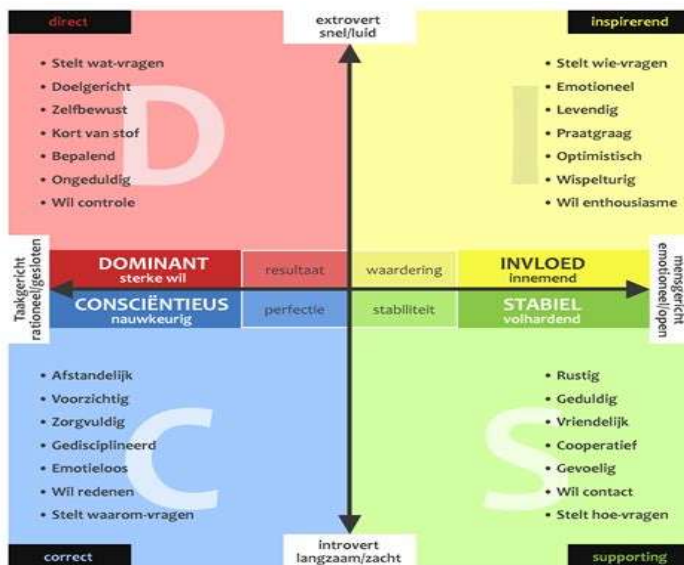 direct
extrovert
snel/luid
inspirerend
• Stelt wat-vragen
• Doelgericht
• Zelfbewust
• Kort van stof
• Bepalend
• Ongeduldig
• Wil controle
D
• Stelt wie-vragen
• Emotioneel
• Levendig
• Praatgraag
• Optimistisch
• Wispelturig
• Wil enthousiasme
I
Taakgericht
rationeel/gesloten
DOMINANT
sterke wil
resultaat
waardering
INVLOED
innemend
mensgericht
emotioneel/open
CONSCIËNTIEUS
nauwkeurig
perfectie
stabiliteit
STABIEL
volhardend
• Afstandelijk
• Voorzichtig
• Zorgvuldig
• Gedisciplineerd
• Emotieloos
• Wil redenen
• Stelt waarom-vragen
C
• Rustig
• Geduldig
• Vriendelijk
• Cooperatief
• Gevoelig
• Wil contact
• Stelt hoe-vragen
S
correct
introvert
langzaam/zacht
supporting